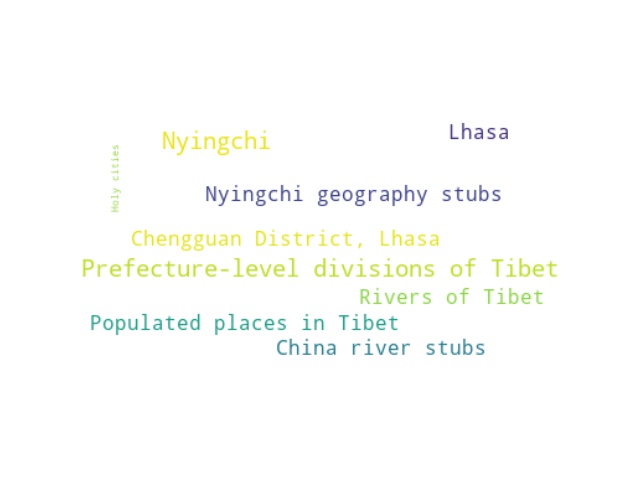 Lhasa
Nyingchi
Holy cities
Nyingchi geography stubs
Chengguan District, Lhasa
Prefecture-level divisions of Tibet
Rivers of Tibet
Populated places in Tibet
China river stubs